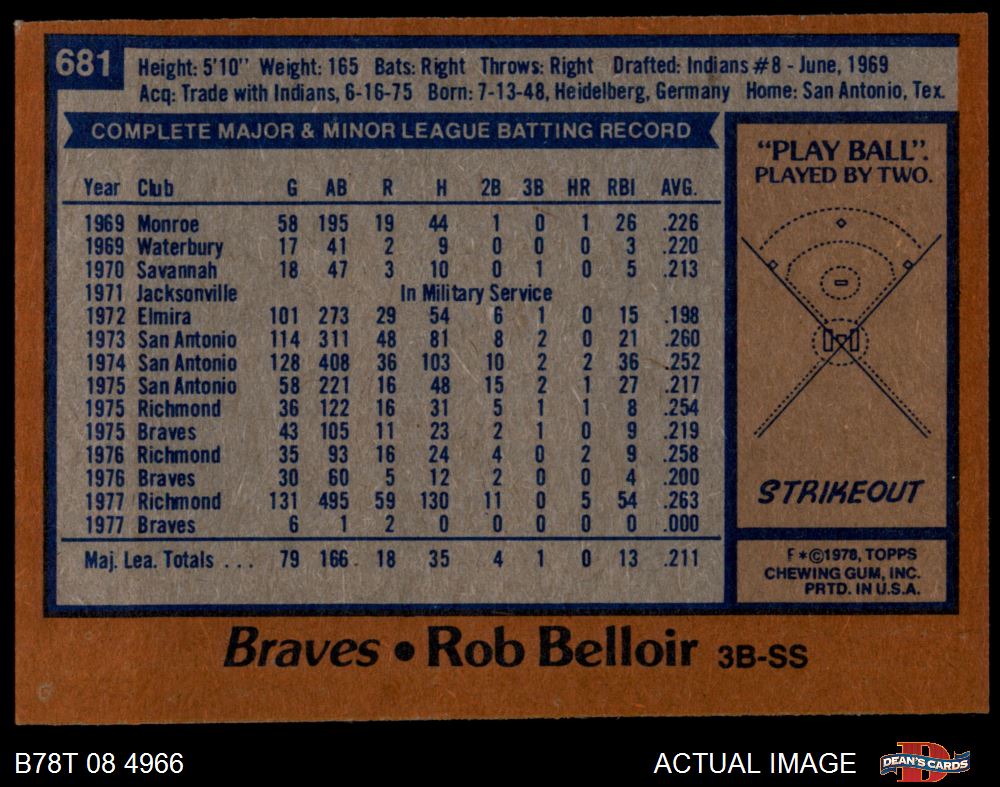 681
Height: 5'10" Weight: 165 Bats: Right Throws: Right Drafted: Indians #8 - June, 1969
Acq: Trade with Indians, 6-16-75 Born: 7-13-48, Heidelberg, Germany Home: San Antonio, Tex.
COMPLETE MAJOR & MINOR LEAGUE BATTING RECORD
Year Club G AB R H 2B 3B HR RBI AVG.
1969 Monroe 58 195 19 44 1 0 1 26 .226
1969 Waterbury 17 41 2 9 0 0 0 3 .220
1970 Savannah 18 47 3 10 0 1 0 5 .213
1971 Jacksonville In Military Service
1972 Elmira 101 273 29 54 6 1 0 15 .198
1973 San Antonio 114 311 48 81 8 2 0 21 .260
1974 San Antonio 128 408 36 103 10 2 2 36 .252
1975 San Antonio 58 221 16 48 15 2 1 27 .217
1975 Richmond 36 122 16 31 5 1 1 8 .254
1975 Braves 43 105 11 23 2 1 0 9 .219
1976 Richmond 35 93 16 24 4 0 2 9 .258
1976 Braves 30 60 5 12 2 0 0 4 .200
1977 Richmond 131 495 59 130 11 0 5 54 .263
1977 Braves 6 1 2 0 0 0 0 0 .000
Maj. Lea. Totals . . . 79 166 18 35 4 1 0 13 .211
"PLAY BALL".
PLAYED BY TWO.
STRIKEOUT
F *©1978, TOPPS
CHEWING GUM, INC.
PRTD. IN U.S.A.
Braves • Rob Belloir 3B-SS
B78T 08 4966
ACTUAL IMAGE
D
DEAN'S CARDS